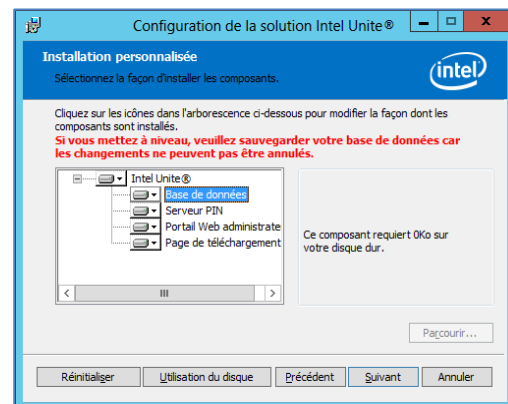 Configuration de la solution Intel Unite®
Installation personnalisée
Sélectionnez la façon d'installer les composants.
intel
Cliquez sur les icônes dans l'arborescence ci-dessous pour modifier la façon dont les
composants sont installés.
Si vous mettez à niveau, veuillez sauvegarder votre base de données car
les changements ne peuvent pas être annulés.
Intel Unite®
Base de données
Serveur PIN
Portail Web administrate
Page de téléchargement
Ce composant requiert 0Ko sur
votre disque dur.
Parcourir...
Réinitialiser
Utilisation du disque
Précédent
Suivant
Annuler